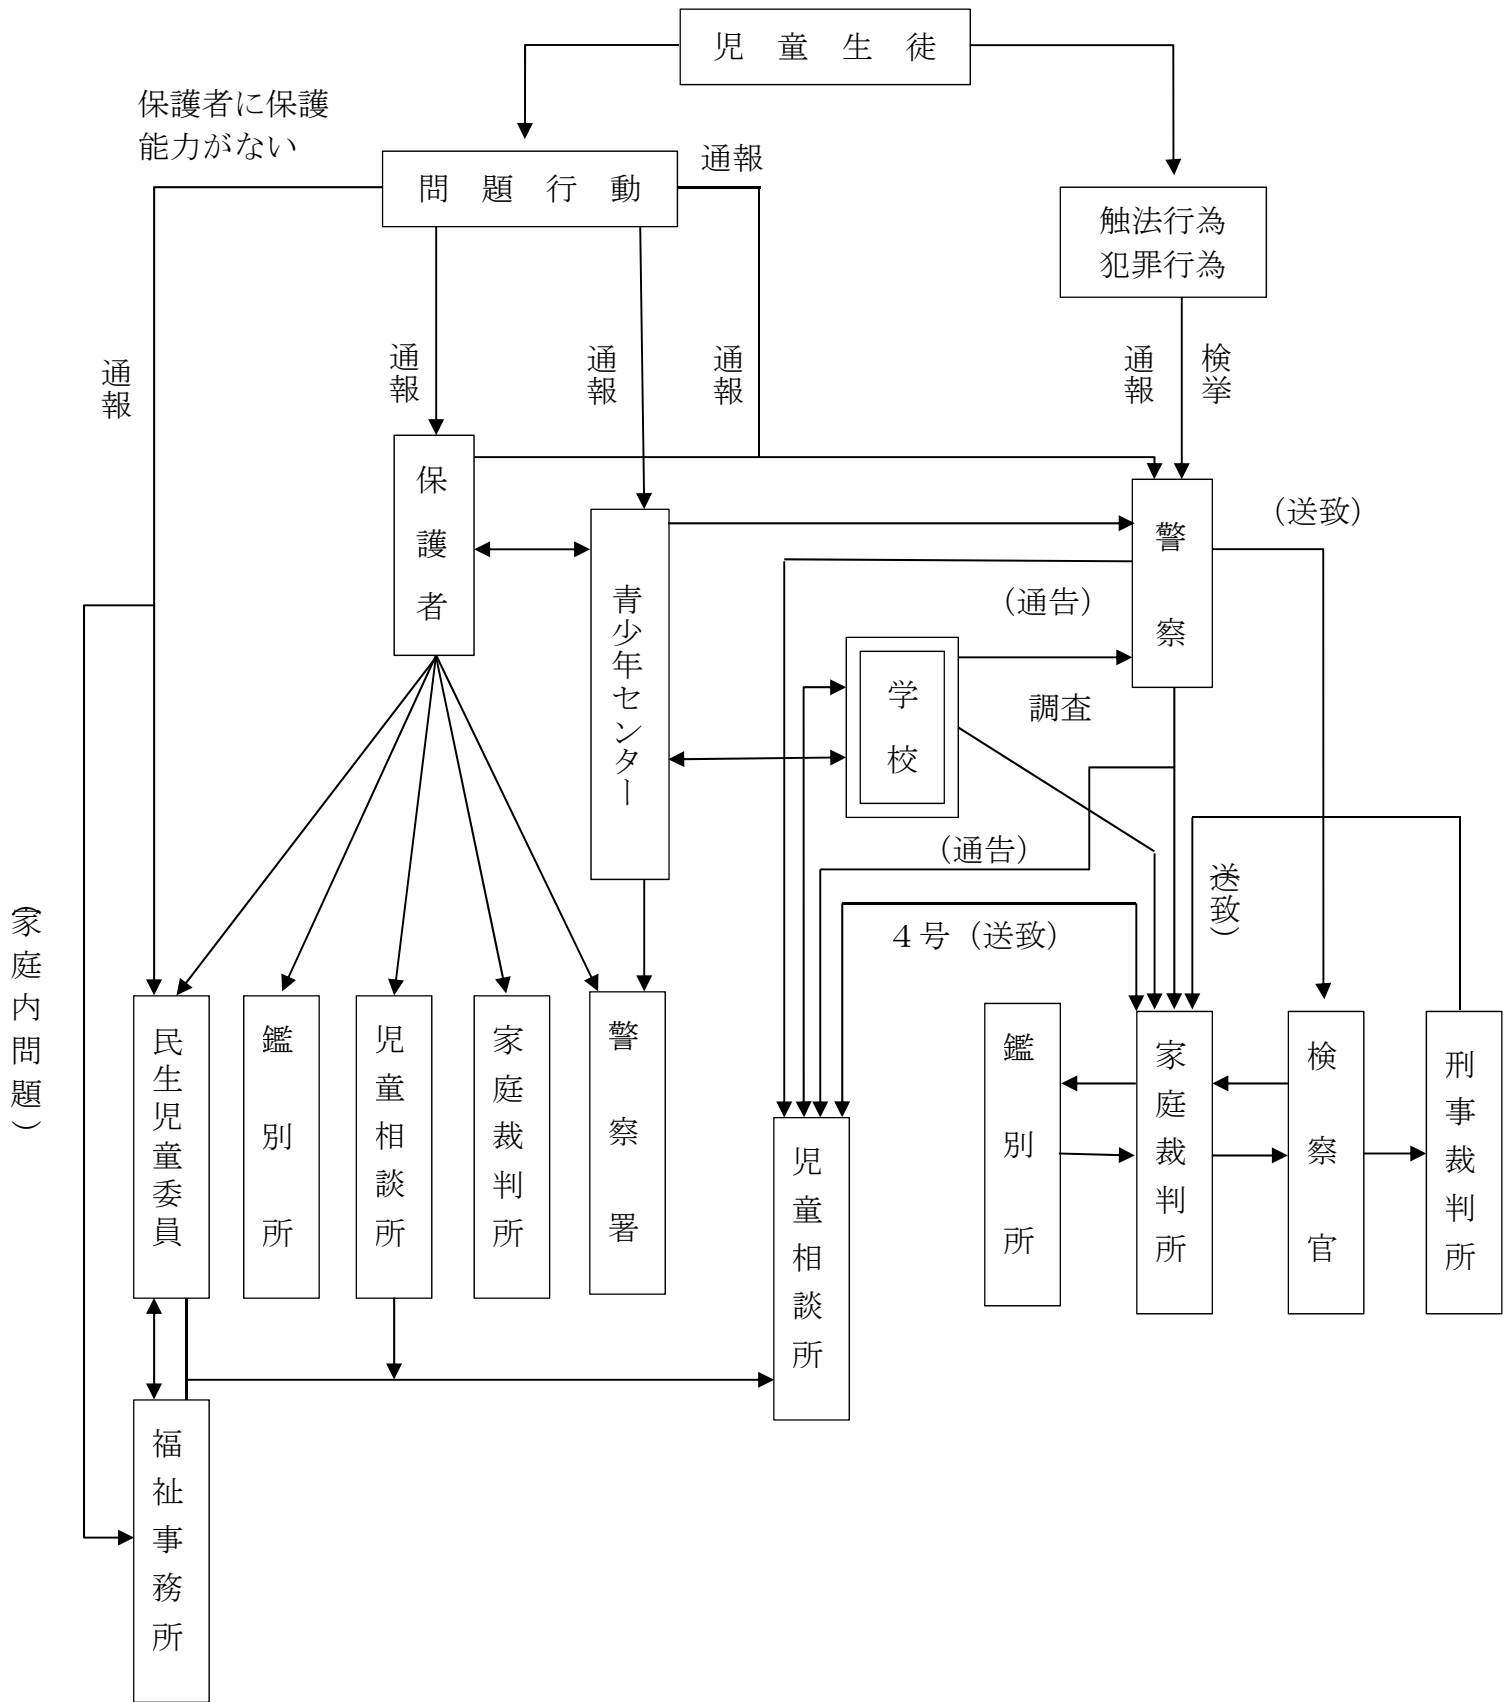 児童生徒
保護者に保護
能力がない
通報
問題行動
触法行為
犯罪行為
通報
通報
通報
通報
通報
検挙
保護者
警察
(送致)
青少年センター
(通告)
学校
調査
(通告)
(送致)
4号(送致)
(家庭内問題)
民生児童委員
鑑別所
児童相談所
家庭裁判所
警察署
児童相談所
鑑別所
家庭裁判所
検察官
刑事裁判所
福祉事務所